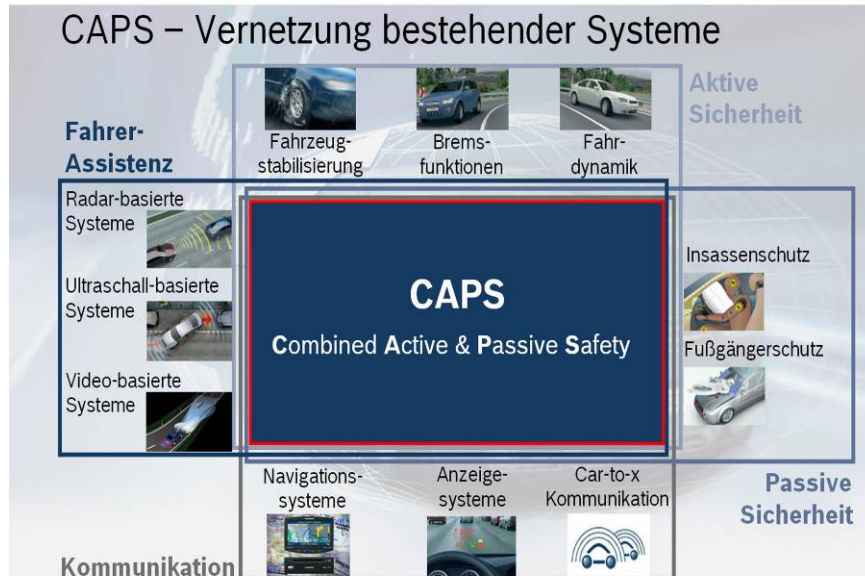 CAPS – Vernetzung bestehender Systeme
Aktive
Sicherheit
Fahrer-
Assistenz
Fahrzeug-
stabilisierung
Brems-
funktionen
Fahr-
dynamik
Radar-basierte
Systeme
Ultraschall-basierte
Systeme
Video-basierte
Systeme
CAPS
Combined Active & Passive Safety
Insassenschutz
Fußgängerschutz
Navigations-
systeme
Anzeige-
systeme
Car-to-x
Kommunikation
Passive
Sicherheit
Kommunikation